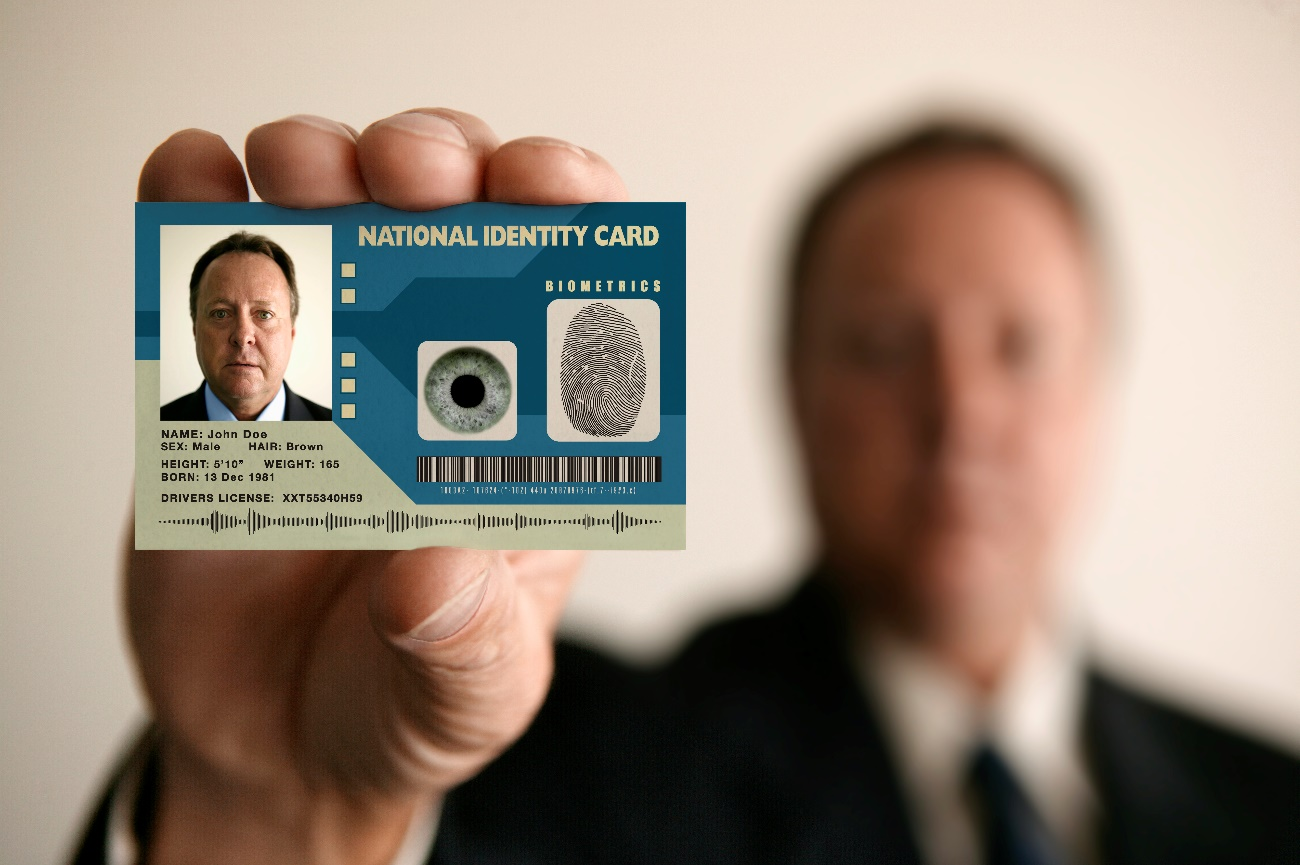 NATIONAL IDENTITY CARD
BIOMETRICS
NAME: John Doe
SEX: Male HAIR: Brown
HEIGHT: 5'10" WEIGHT: 165
BORN: 13 Dec 1981
DRIVERS LICENSE: XXT55340H59